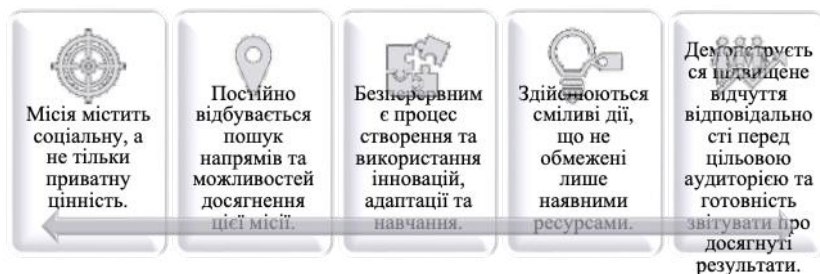 Місія містить
соціальну, а
не тільки
приватну
цінність.
Постійно
відбувається
пошук
напрямів та
можливостей
досягнення
цієї місії.
Безперервним
є процес
створення та
використання
інновацій,
адаптації та
навчання.
Здійснюються
сміливі дії,
що не
обмежені
лише
наявними
ресурсами.
Демонструєть
ся підвищене
відчуття
відповідально
сті перед
цільовою
аудиторією та
готовність
звітувати про
досягнуті
результати.